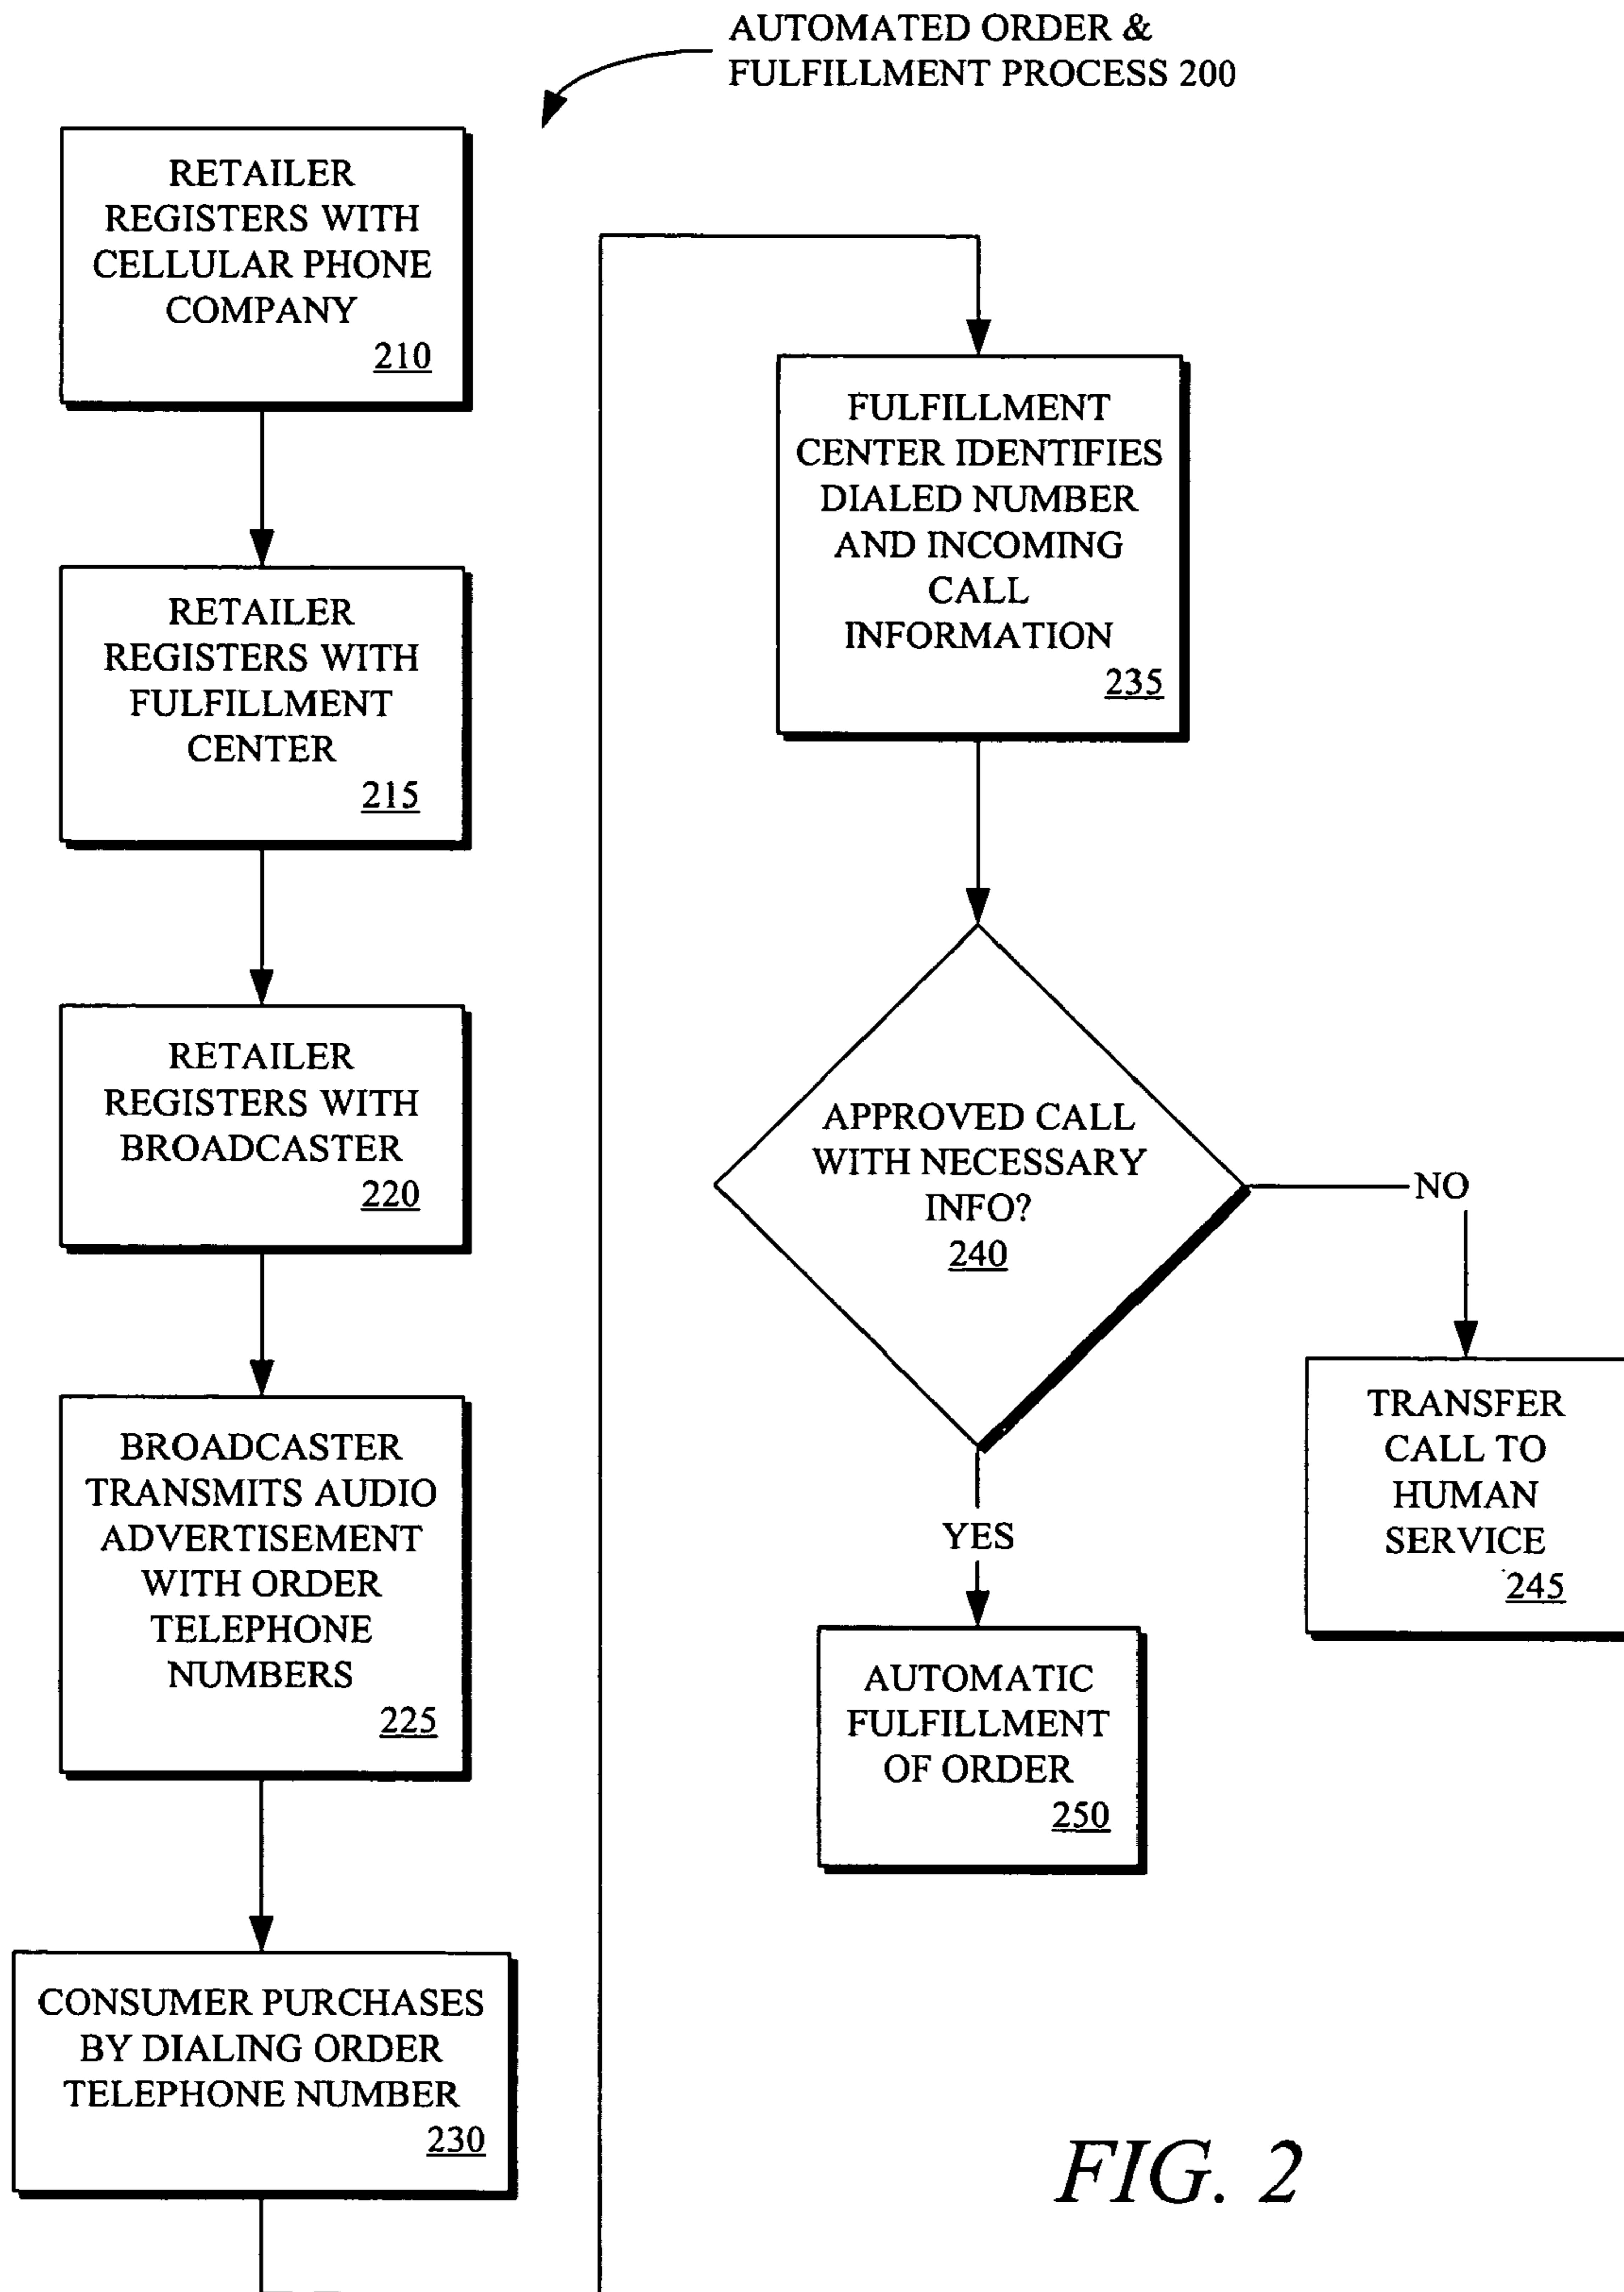 AUTOMATED ORDER &
FULFILLMENT PROCESS 200
RETAILER
REGISTERS WITH
CELLULAR PHONE
COMPANY
210
RETAILER
REGISTERS WITH
FULFILLMENT
CENTER
215
RETAILER
REGISTERS WITH
BROADCASTER
220
BROADCASTER
TRANSMITS AUDIO
ADVERTISEMENT
WITH ORDER
TELEPHONE
NUMBERS
225
CONSUMER PURCHASES
BY DIALING ORDER
TELEPHONE NUMBER
230
FULFILLMENT
CENTER IDENTIFIES
DIALED NUMBER
AND INCOMING
CALL
INFORMATION
235
APPROVED CALL
WITH NECESSARY
INFO?
240
NO
TRANSFER
CALL TO
HUMAN
SERVICE
245
YES
AUTOMATIC
FULFILLMENT
OF ORDER
250
FIG. 2